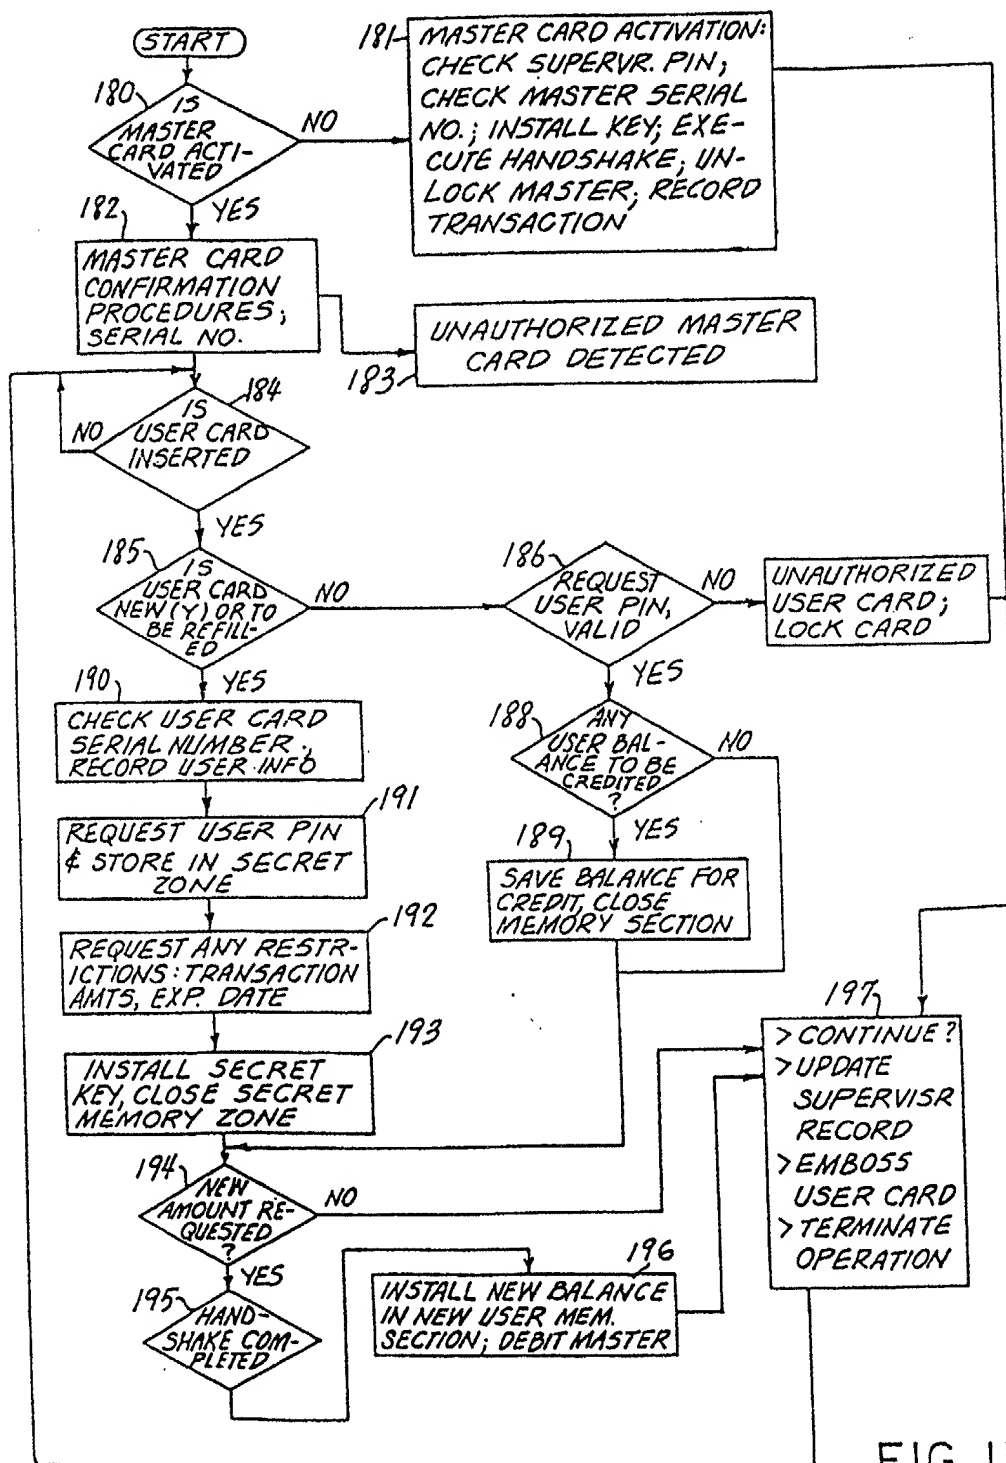 START
180
IS
MASTER
CARD ACTI-
VATED
NO
YES
181
MASTER CARD ACTIVATION:
CHECK SUPERVR. PIN;
CHECK MASTER SERIAL
NO.; INSTALL KEY; EXE-
CUTE HANDSHAKE; UN-
LOCK MASTER; RECORD
TRANSACTION
182
MASTER CARD
CONFIRMATION
PROCEDURES;
SERIAL NO.
UNAUTHORIZED MASTER
CARD DETECTED
183
184
IS
USER CARD
INSERTED
NO
YES
185
IS
USER CARD
NEW (Y) OR TO
BE REFILL-
ED
NO
YES
186
REQUEST
USER PIN,
VALID
NO
YES
UNAUTHORIZED
USER CARD;
LOCK CARD
188
ANY
USER BAL-
ANCE TO BE
CREDITED
?
NO
YES
189
SAVE BALANCE FOR
CREDIT, CLOSE
MEMORY SECTION
190
CHECK USER CARD
SERIAL NUMBER.,
RECORD USER INFO
191
REQUEST USER PIN
& STORE IN SECRET
ZONE
192
REQUEST ANY RESTR-
ICTIONS: TRANSACTION
AMTS, EXP. DATE
193
INSTALL SECRET
KEY, CLOSE SECRET
MEMORY ZONE
194
NEW
AMOUNT RE-
QUESTED
?
NO
YES
195
HAND-
SHAKE COM-
PLETED
196
INSTALL NEW BALANCE
IN NEW USER MEM.
SECTION; DEBIT MASTER
197
> CONTINUE?
> UPDATE
SUPERVISR
RECORD
> EMBOSS
USER CARD
> TERMINATE
OPERATION
FIG. 1